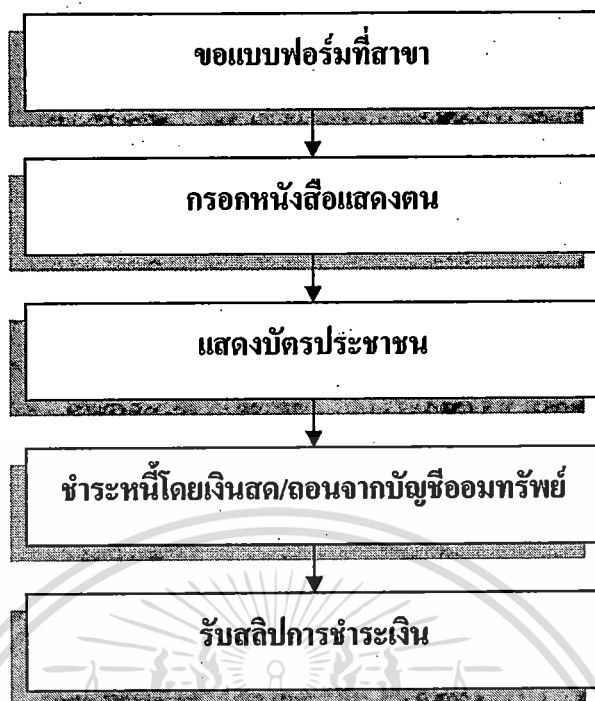 ขอแบบฟอร์มที่สาขา
กรอกหนังสือแสดงตน
แสดงบัตรประชาชน
ชำระหนี้โดยเงินสด/ถอนจากบัญชีออมทรัพย์
รับสลิปการชำระเงิน